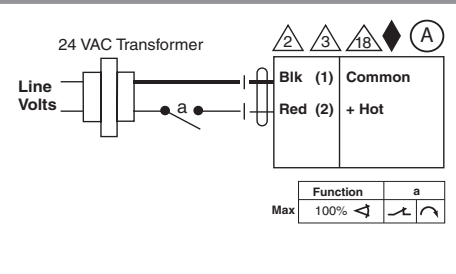 24 VAC Transformer
2 3 18 A
Line
Volts
a
Blk (1) Common
Red (2) + Hot
Function a
Max 100%